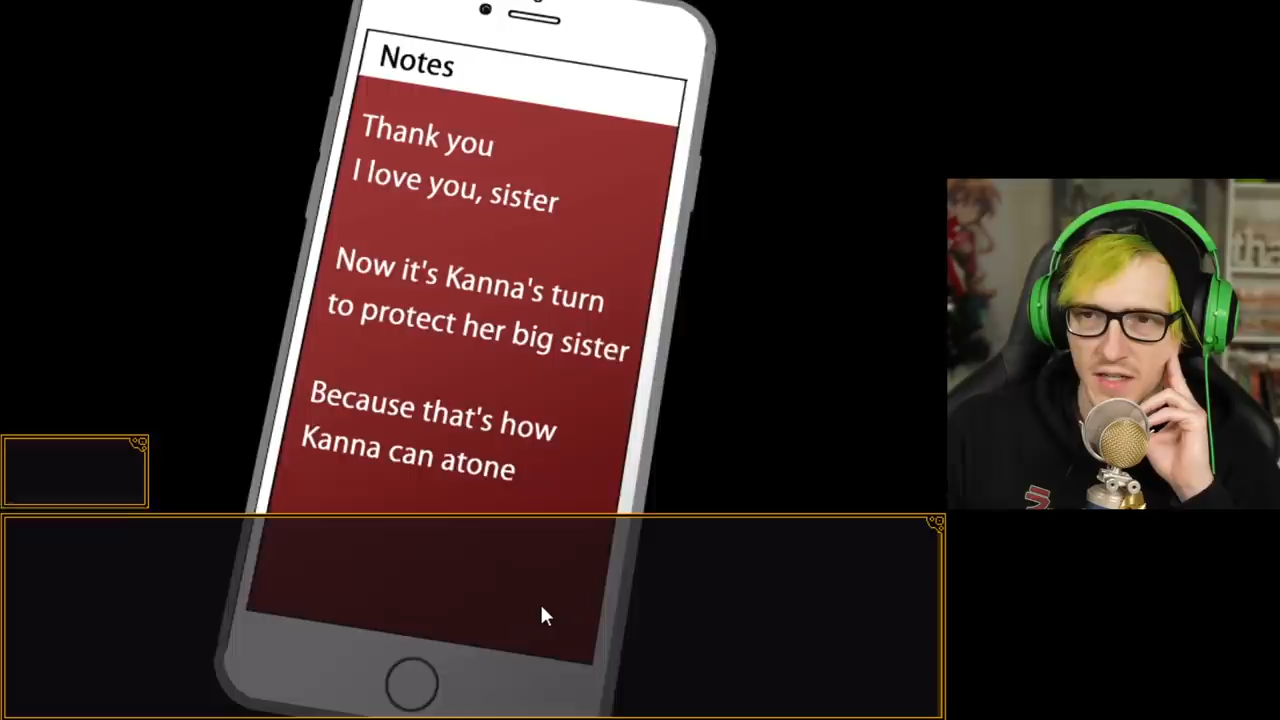 Notes
Thank you
I love you, sister
Now it's Kanna's turn
to protect her big sister
Because that's how
Kanna can atone